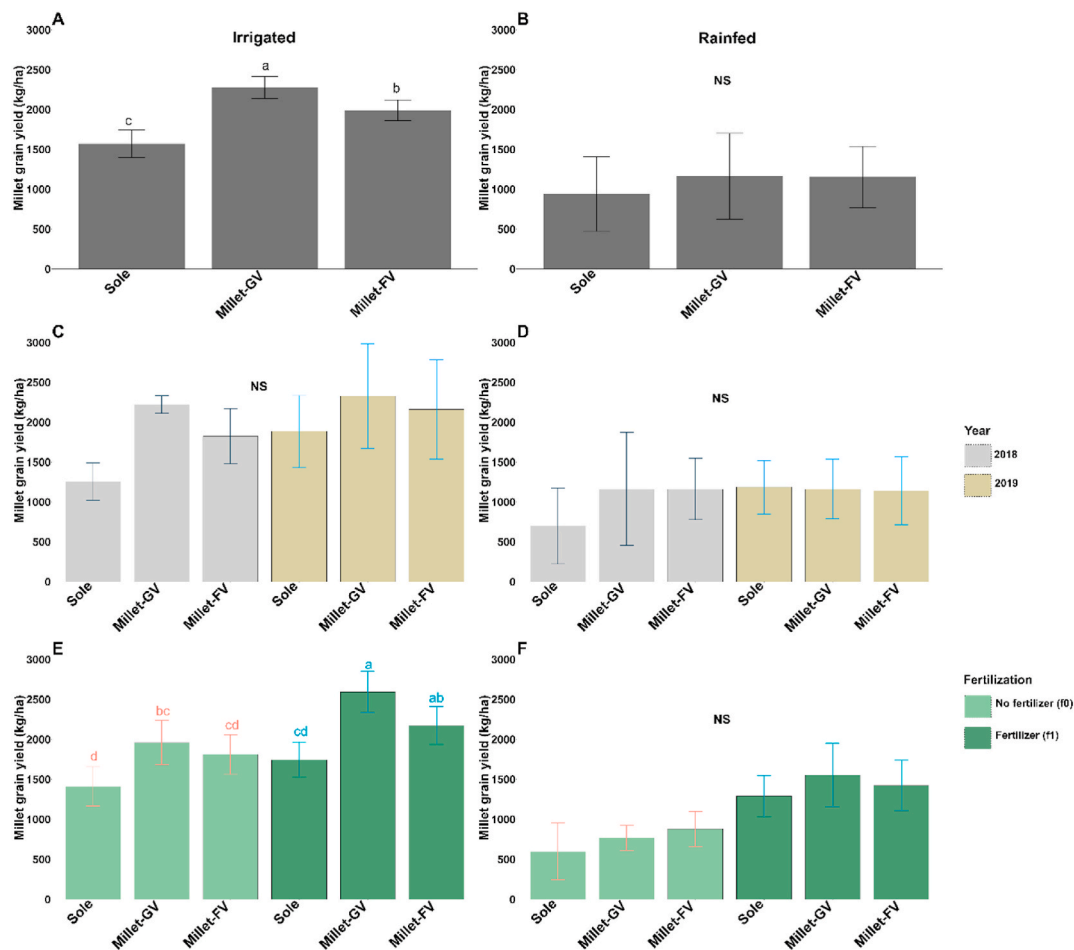 A
Irrigated
Millet grain yield (kg/ha)
3000
2500
2000
1500
1000
500
0
c
a
b
Sole
Millet-GV
Millet-FV
B
Rainfed
Millet grain yield (kg/ha)
3000
2500
2000
1500
1000
500
0
NS
Sole
Millet-GV
Millet-FV
C
Millet grain yield (kg/ha)
3000
2500
2000
1500
1000
500
0
NS
Sole
Millet-GV
Millet-FV
Sole
Millet-GV
Millet-FV
D
Millet grain yield (kg/ha)
3000
2500
2000
1500
1000
500
0
NS
Sole
Millet-GV
Millet-FV
Sole
Millet-GV
Millet-FV
Year
2018
2019
E
Millet grain yield (kg/ha)
3000
2500
2000
1500
1000
500
0
d
bc
cd
cd
a
ab
Sole
Millet-GV
Millet-FV
Sole
Millet-GV
Millet-FV
F
Millet grain yield (kg/ha)
3000
2500
2000
1500
1000
500
0
NS
Sole
Millet-GV
Millet-FV
Sole
Millet-GV
Millet-FV
Fertilization
No fertilizer (f0)
Fertilizer (f1)